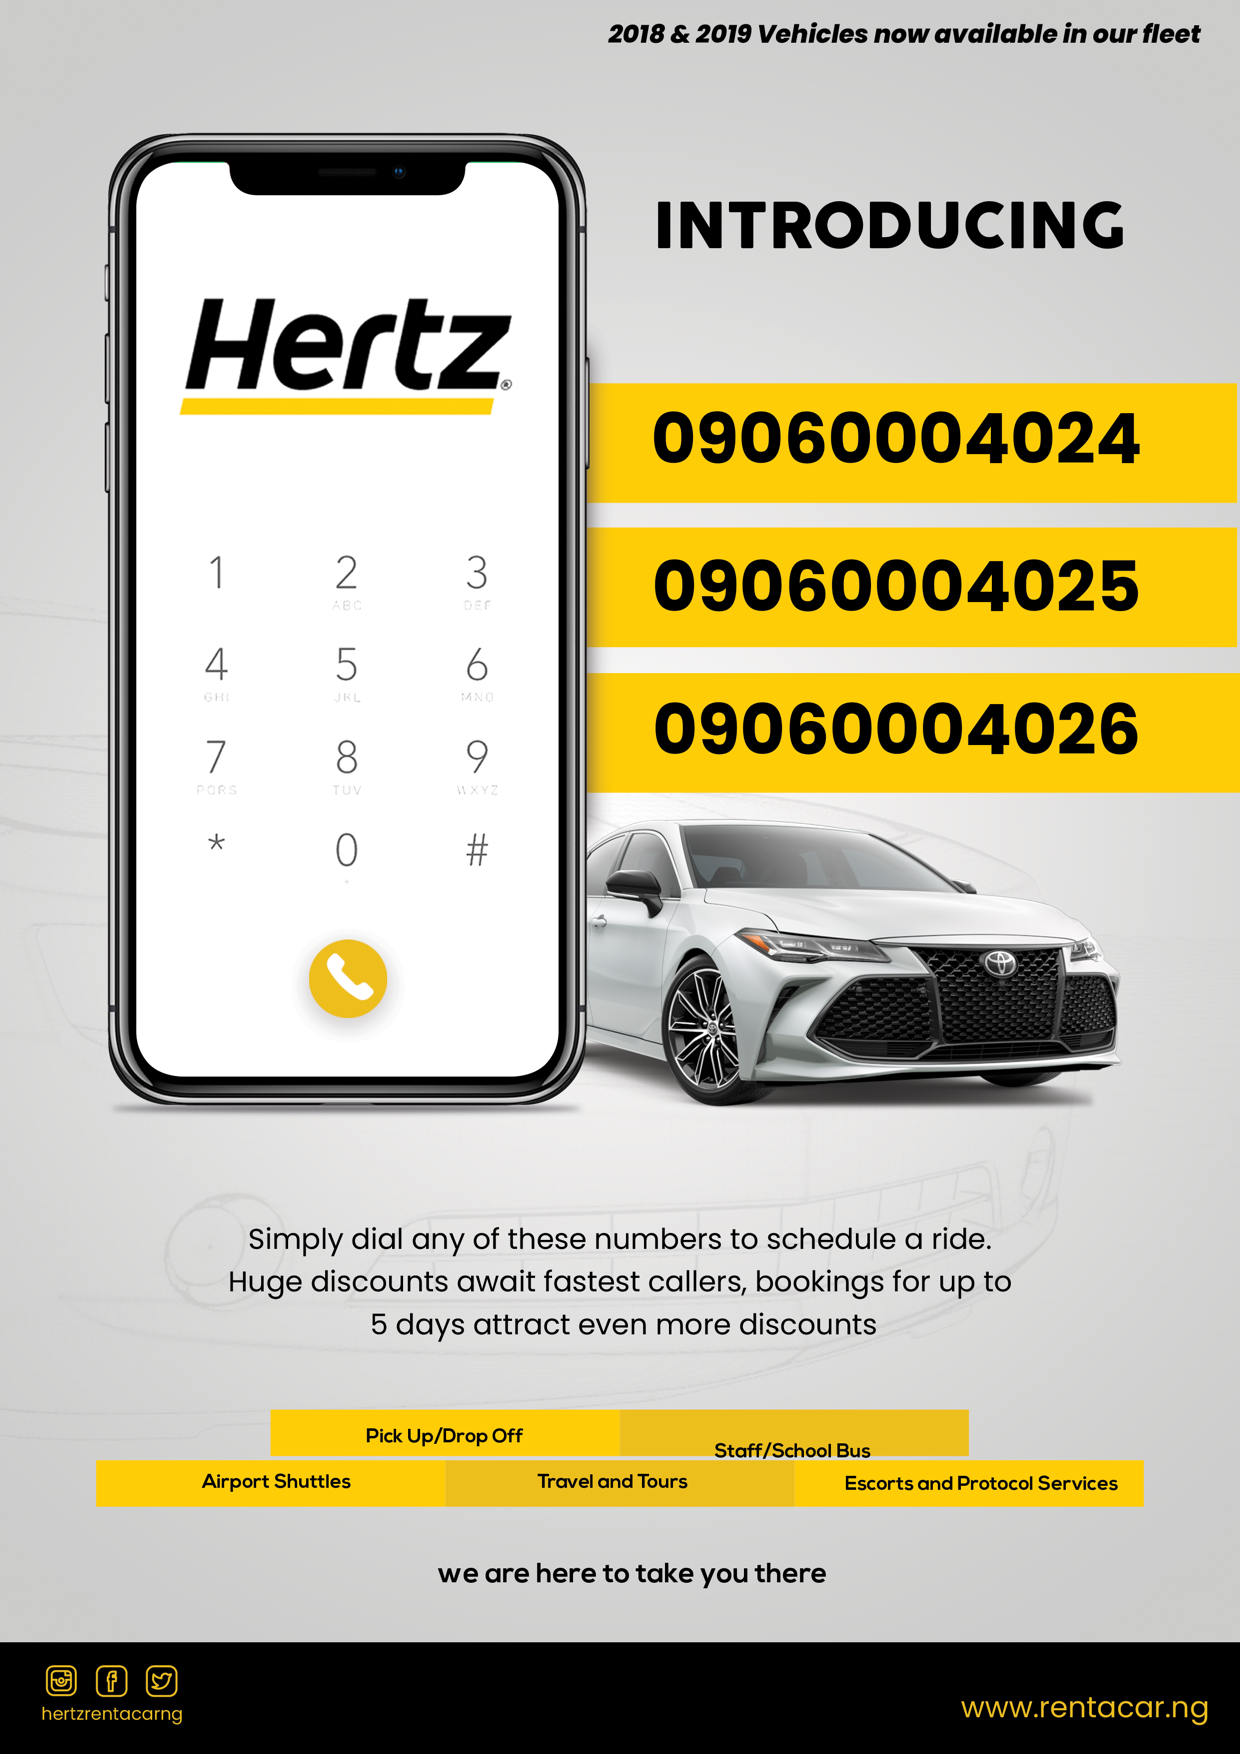 2018 & 2019 Vehicles now available in our fleet
INTRODUCING
Hertz®
09060004024
09060004025
09060004026
1 2 3
ABC DEF
4 5 6
GHI JKL MNO
7 8 9
PQRS TUV WXYZ
* 0 #
+
Simply dial any of these numbers to schedule a ride.
Huge discounts await fastest callers, bookings for up to
5 days attract even more discounts
Pick Up/Drop Off
Staff/School Bus
Airport Shuttles
Travel and Tours
Escorts and Protocol Services
we are here to take you there
hertzrentacarng
www.rentacar.ng